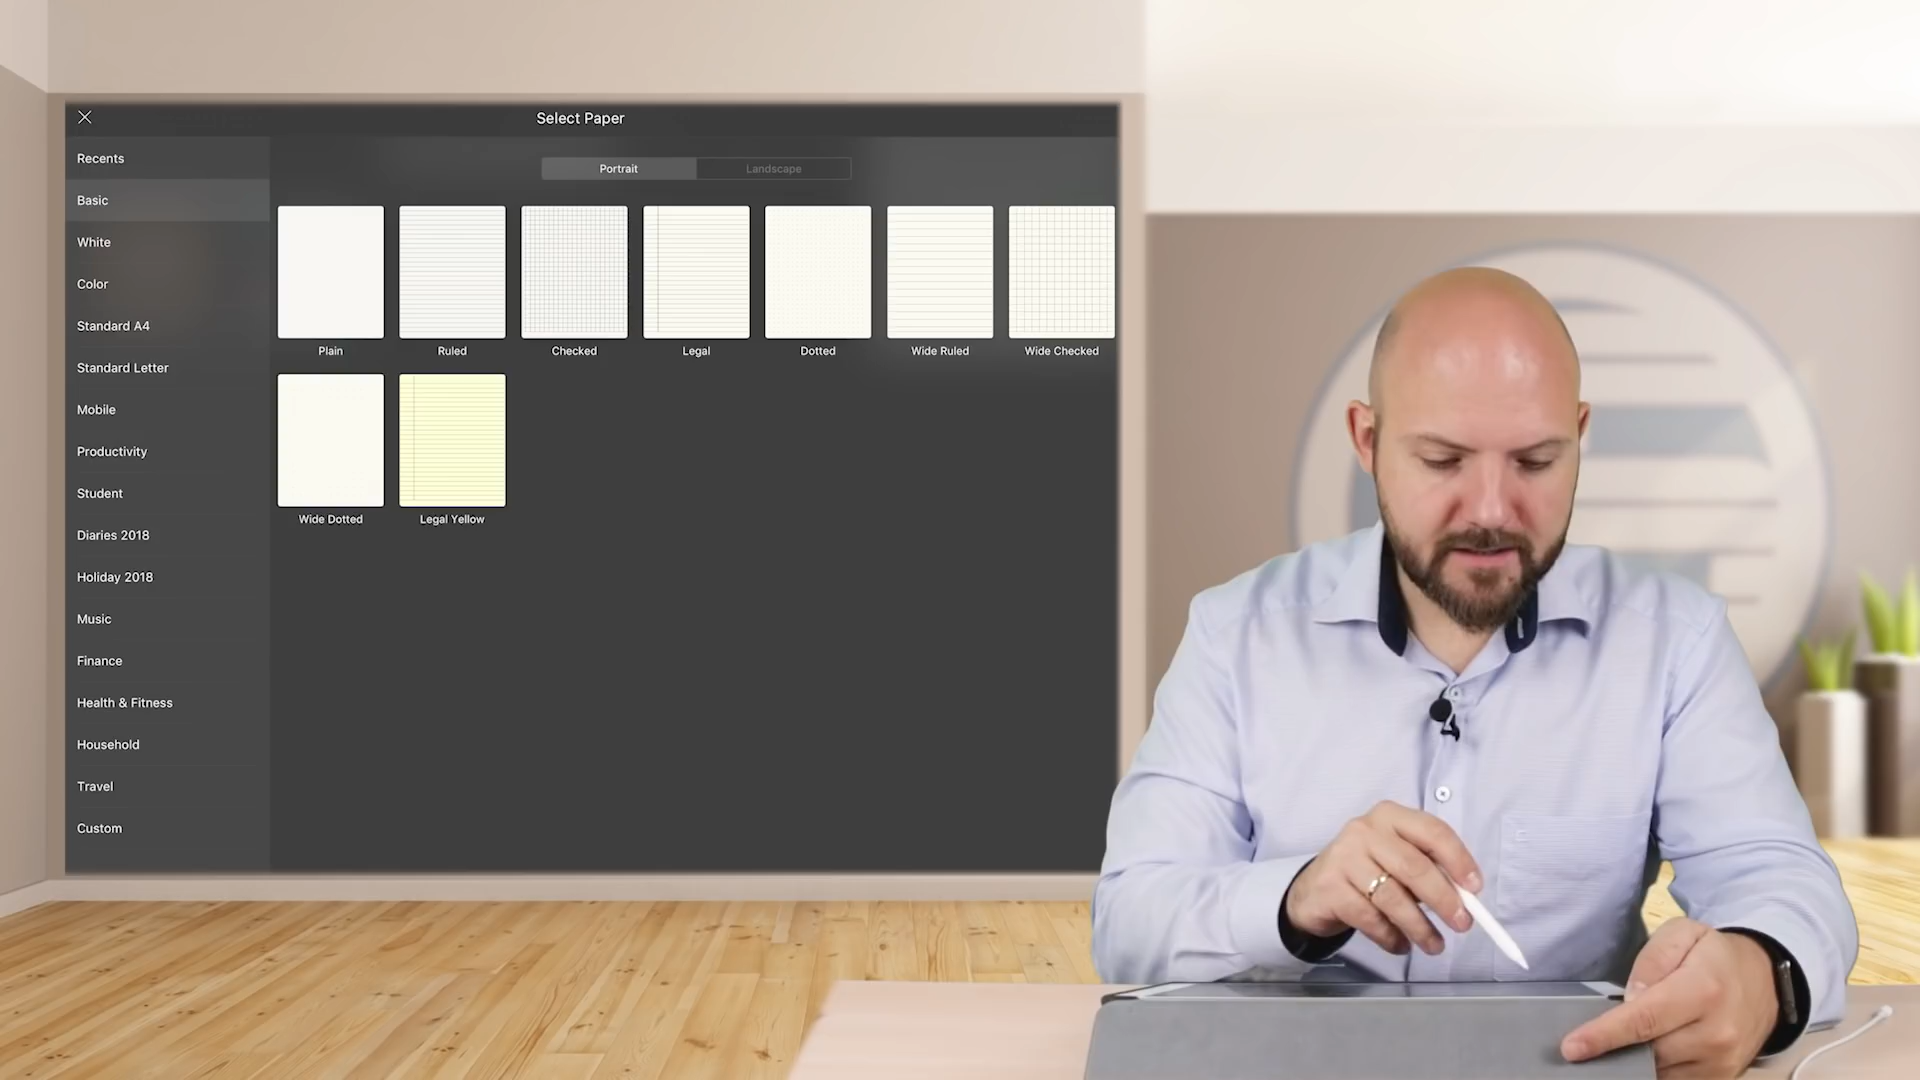 Select Paper
Recents
Basic
White
Color
Standard A4
Standard Letter
Mobile
Productivity
Student
Diaries 2018
Holiday 2018
Music
Finance
Health & Fitness
Household
Travel
Custom
Portrait Landscape
Plain Ruled Checked Legal Dotted Wide Ruled Wide Checked
Wide Dotted Legal Yellow